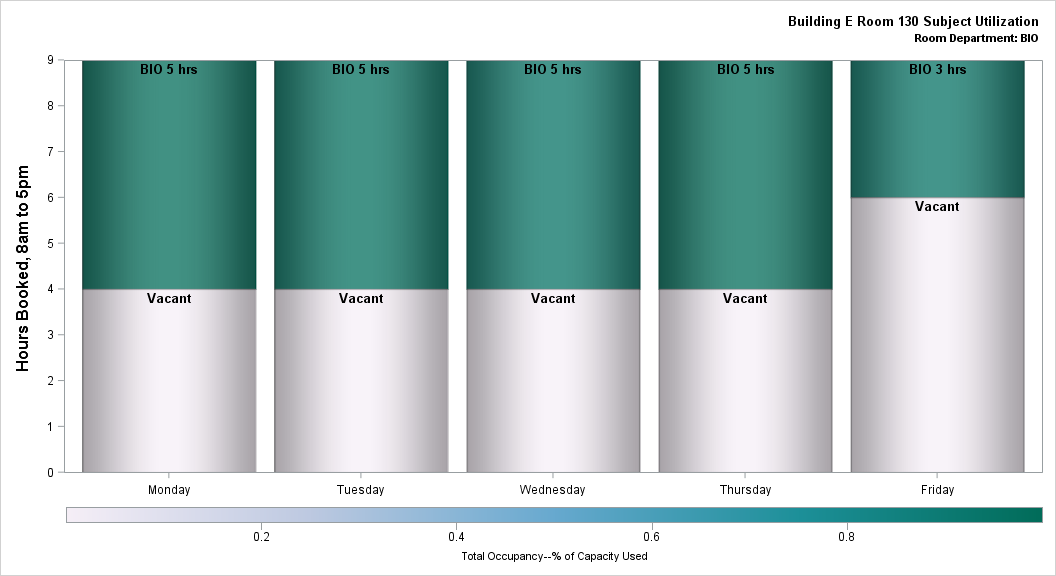 Building E Room 130 Subject Utilization
Room Department: BIO
Hours Booked, 8am to 5pm
9
8
7
6
5
4
3
2
1
0
BIO 5 hrs
BIO 5 hrs
BIO 5 hrs
BIO 5 hrs
BIO 3 hrs
Vacant
Vacant
Vacant
Vacant
Vacant
Monday
Tuesday
Wednesday
Thursday
Friday
0.2
0.4
0.6
0.8
Total Occupancy--% of Capacity Used